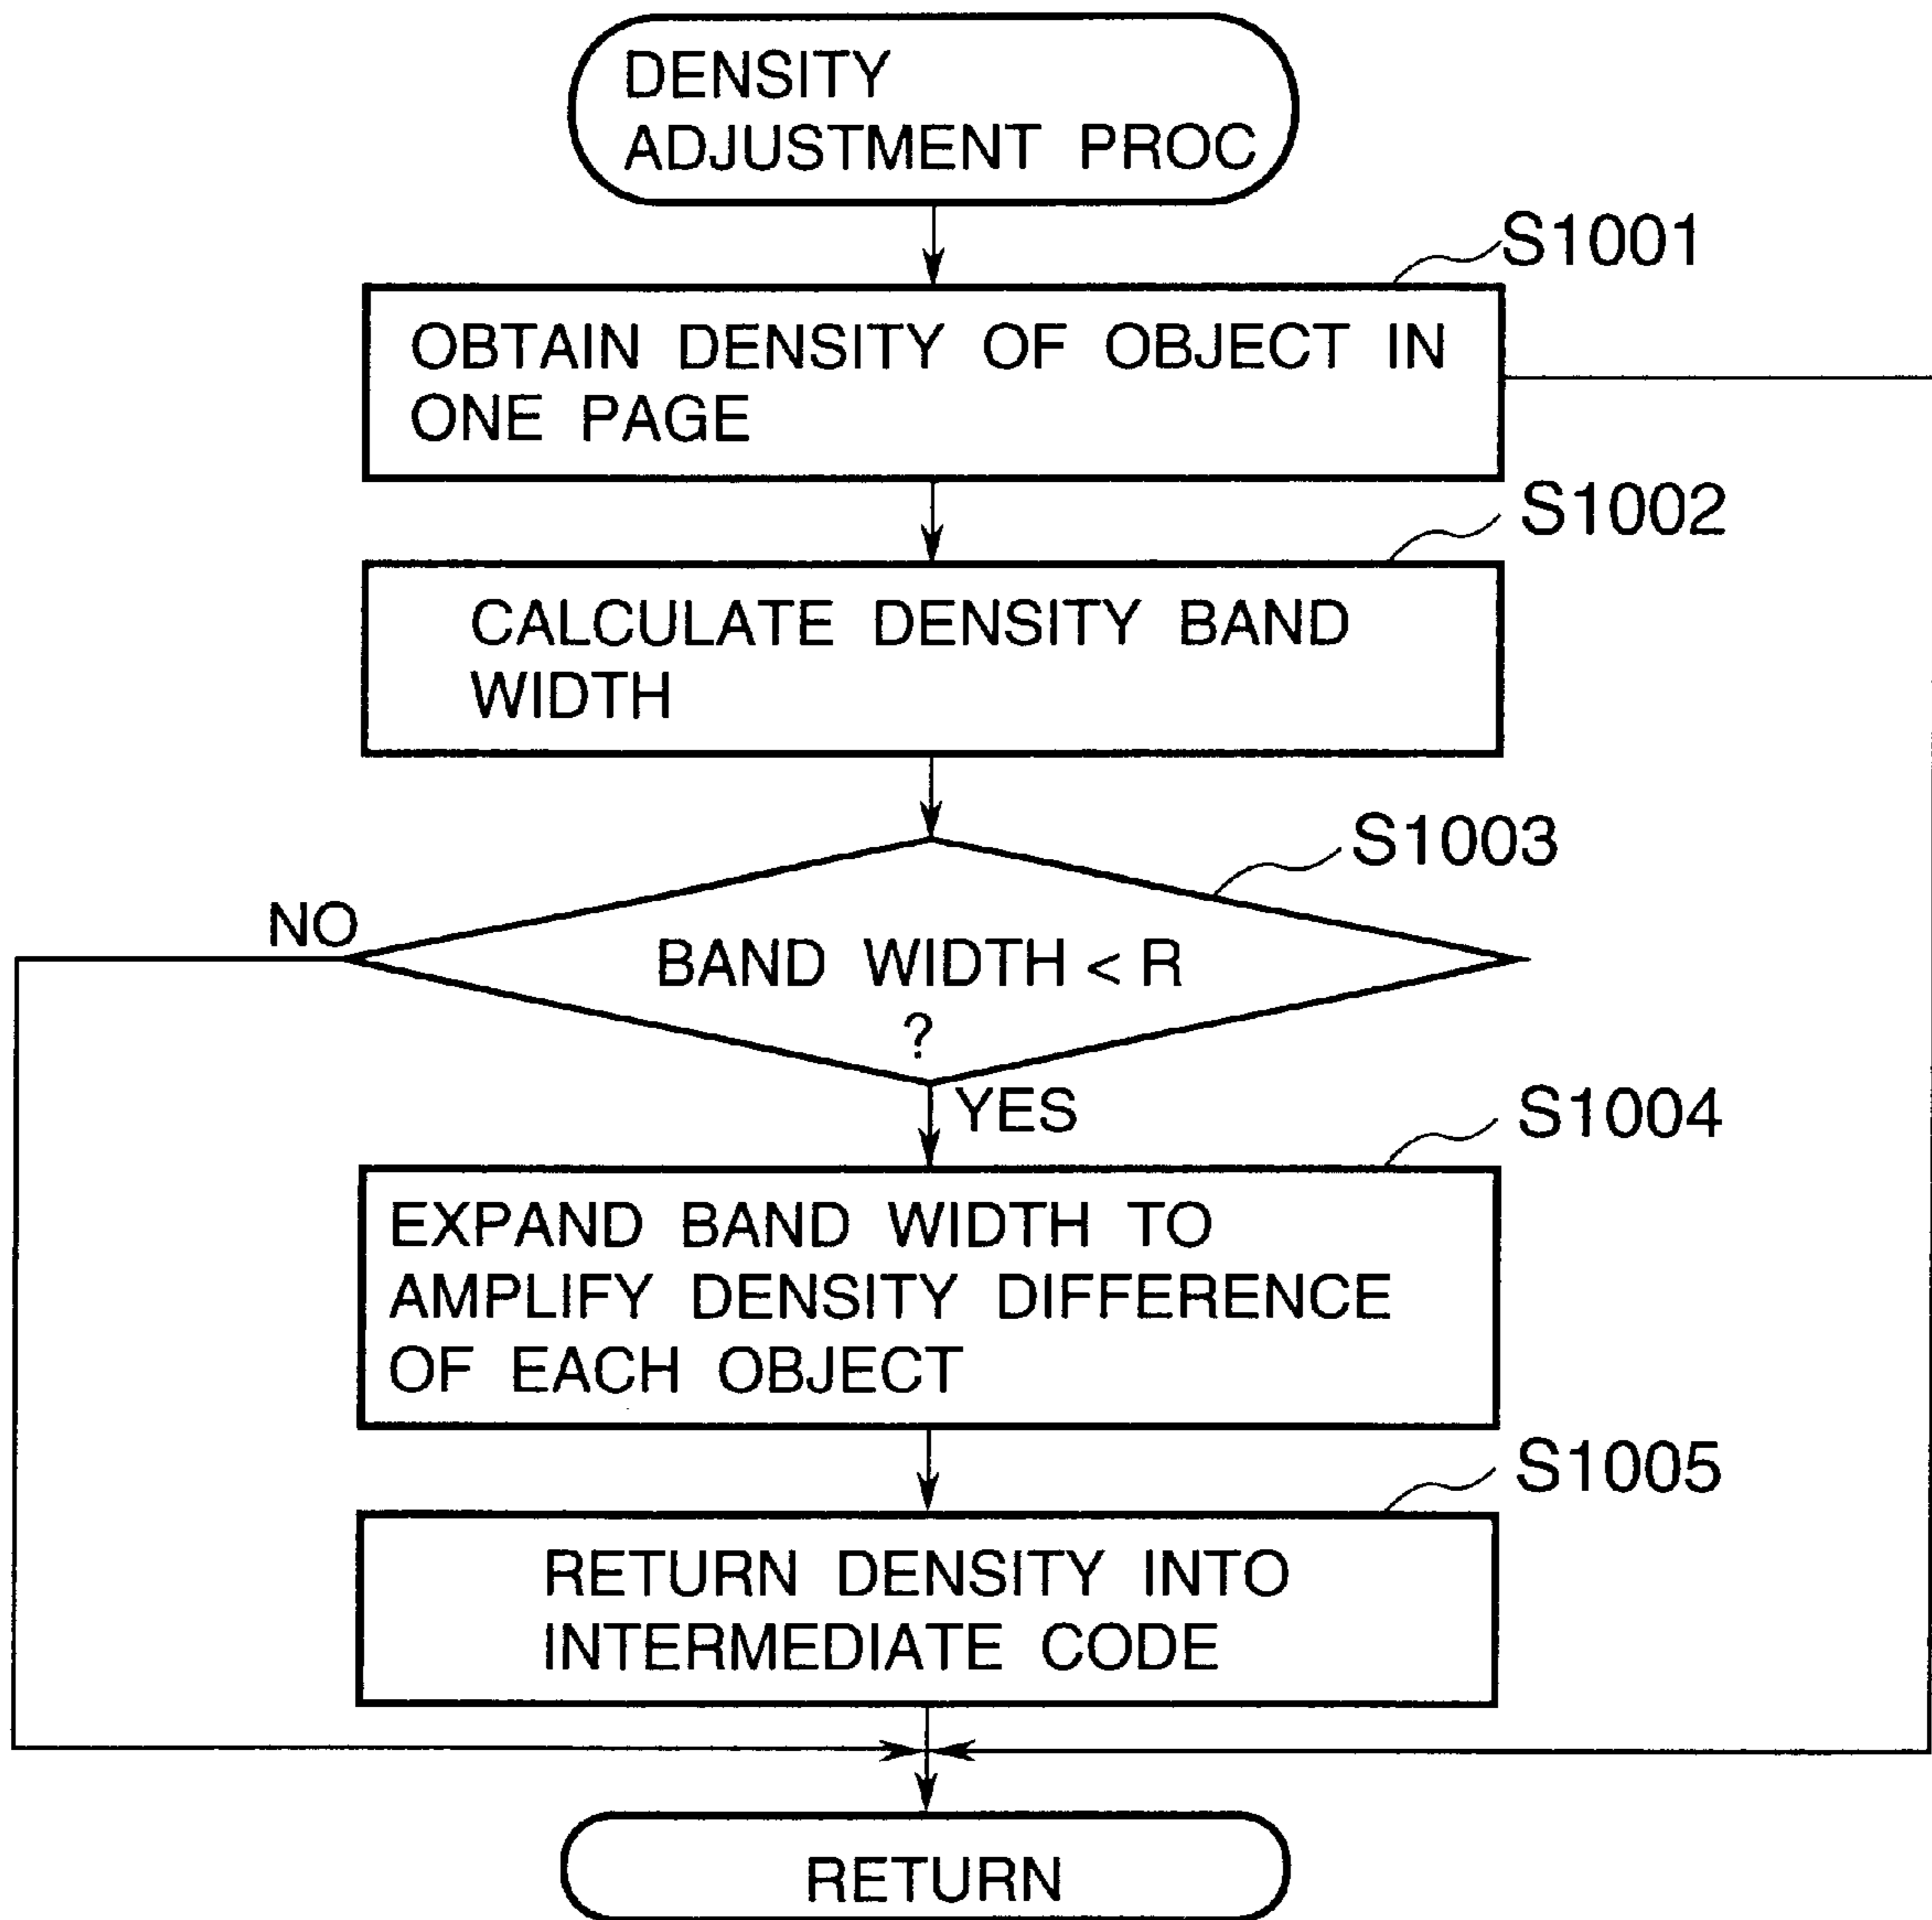 DENSITY
ADJUSTMENT PROC
S1001
OBTAIN DENSITY OF OBJECT IN
ONE PAGE
S1002
CALCULATE DENSITY BAND
WIDTH
S1003
NO
BAND WIDTH < R
?
YES
S1004
EXPAND BAND WIDTH TO
AMPLIFY DENSITY DIFFERENCE
OF EACH OBJECT
S1005
RETURN DENSITY INTO
INTERMEDIATE CODE
RETURN